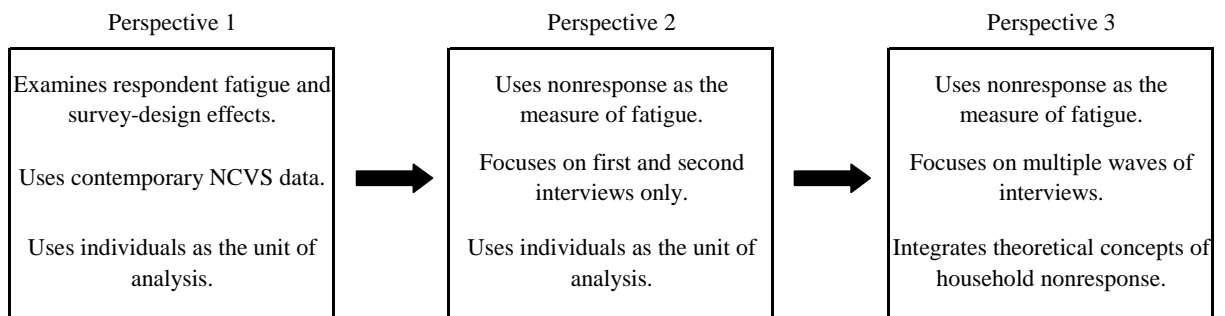 Perspective 1
Examines respondent fatigue and
survey-design effects.
Uses contemporary NCVS data.
Uses individuals as the unit of
analysis.
Perspective 2
Uses nonresponse as the
measure of fatigue.
Focuses on first and second
interviews only.
Uses individuals as the unit of
analysis.
Perspective 3
Uses nonresponse as the
measure of fatigue.
Focuses on multiple waves of
interviews.
Integrates theoretical concepts of
household nonresponse.